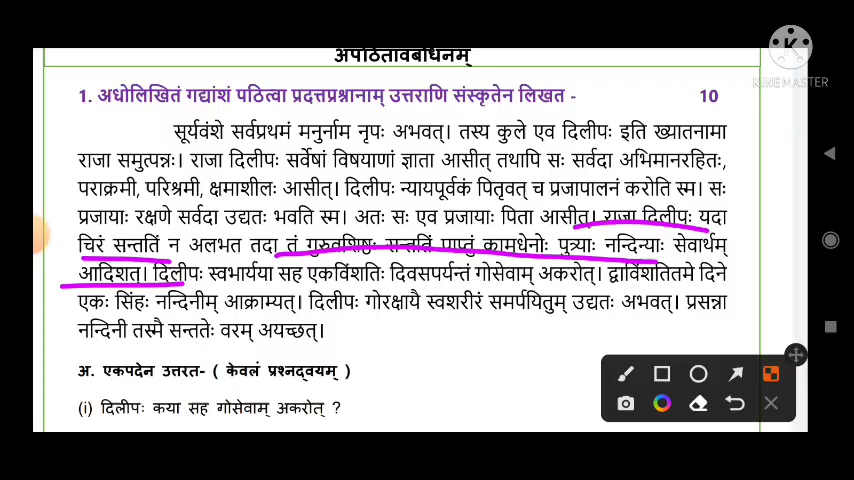 अपठितावबोधनम्
1. अधोलिखितं गद्यांशं पठित्वा प्रदत्तप्रश्नानाम् उत्तराणि संस्कृतेन लिखत - 10
सूर्यवंशे सर्वप्रथमं मनुर्नाम नृपः अभवत्। तस्य कुले एव दिलीपः इति ख्यातनामा
राजा समुत्पन्नः। राजा दिलीपः सर्वेषां विषयाणां ज्ञाता आसीत् तथापि सः सर्वदा अभिमानरहितः,
पराक्रमी, परिश्रमी, क्षमाशीलः आसीत्। दिलीपः न्यायपूर्वकं पितृवत् च प्रजापालनं करोति स्म। सः
प्रजायाः रक्षणे सर्वदा उद्यतः भवति स्म। अतः सः एव प्रजायाः पिता आसीत्। राजा दिलीपः यदा
चिरं सन्ततिं न अलभत तदा तं गुरुवशिष्ठः सन्ततिं प्राप्तुं कामधेनोः पुत्र्याः नन्दिन्याः सेवार्थम्
आदिशत्। दिलीपः स्वभार्यया सह एकविंशतिः दिवसपर्यन्तं गोसेवाम् अकरोत्। द्वाविंशतितमे दिने
एकः सिंहः नन्दिनीम् आक्राम्यत्। दिलीपः गोरक्षायै स्वशरीरं समर्पयितुम् उद्यतः अभवत्। प्रसन्ना
नन्दिनी तस्मै सन्ततेः वरम् अयच्छत्।
अ. एकपदेन उत्तरत- ( केवलं प्रश्नद्वयम् )
(i) दिलीपः कया सह गोसेवाम् अकरोत् ?
KINEMASTER